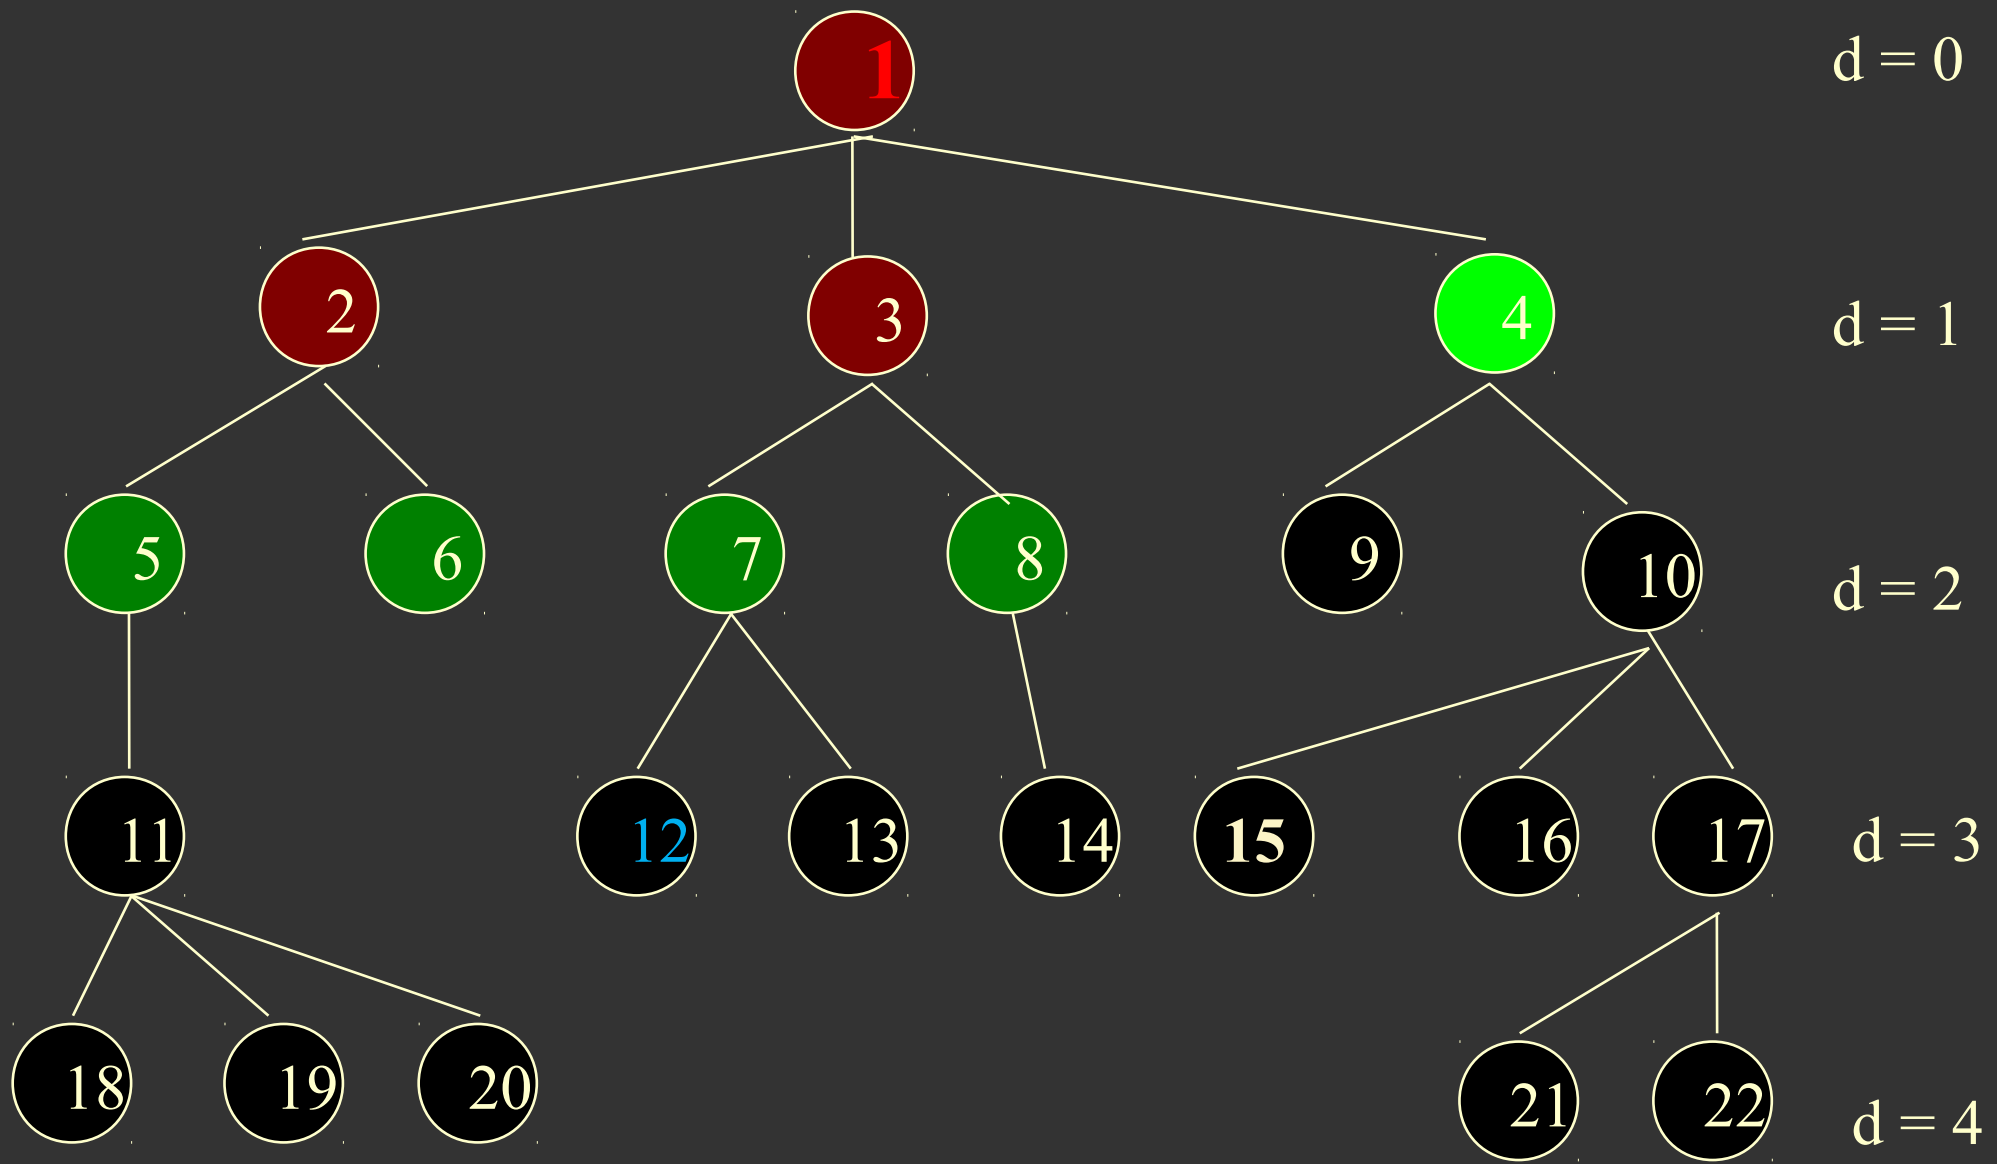 1 d = 0
2 3 4 d = 1
5 6 7 8 9 10 d = 2
11 12 13 14 15 16 17 d = 3
18 19 20 21 22 d = 4